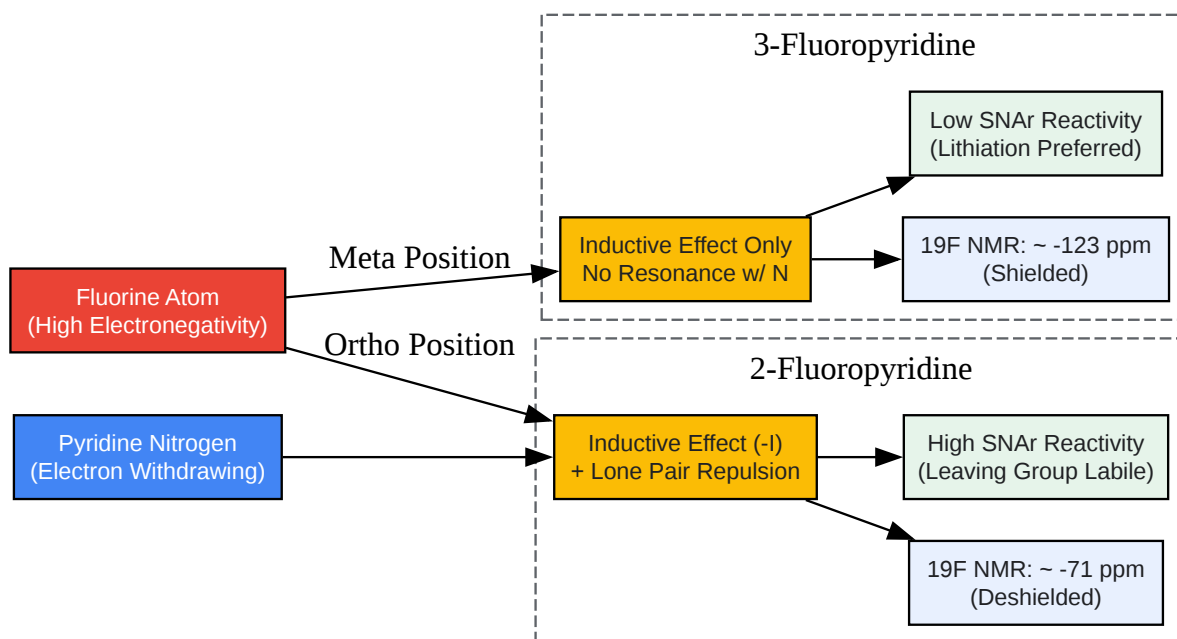 3-Fluoropyridine
Low SNAr Reactivity
(Lithiation Preferred)
Inductive Effect Only
No Resonance w/ N
19F NMR: ~ -123 ppm
(Shielded)
Meta Position
Fluorine Atom
(High Electronegativity)
Ortho Position
2-Fluoropyridine
Pyridine Nitrogen
(Electron Withdrawing)
Inductive Effect (-I)
+ Lone Pair Repulsion
High SNAr Reactivity
(Leaving Group Labile)
19F NMR: ~ -71 ppm
(Deshielded)